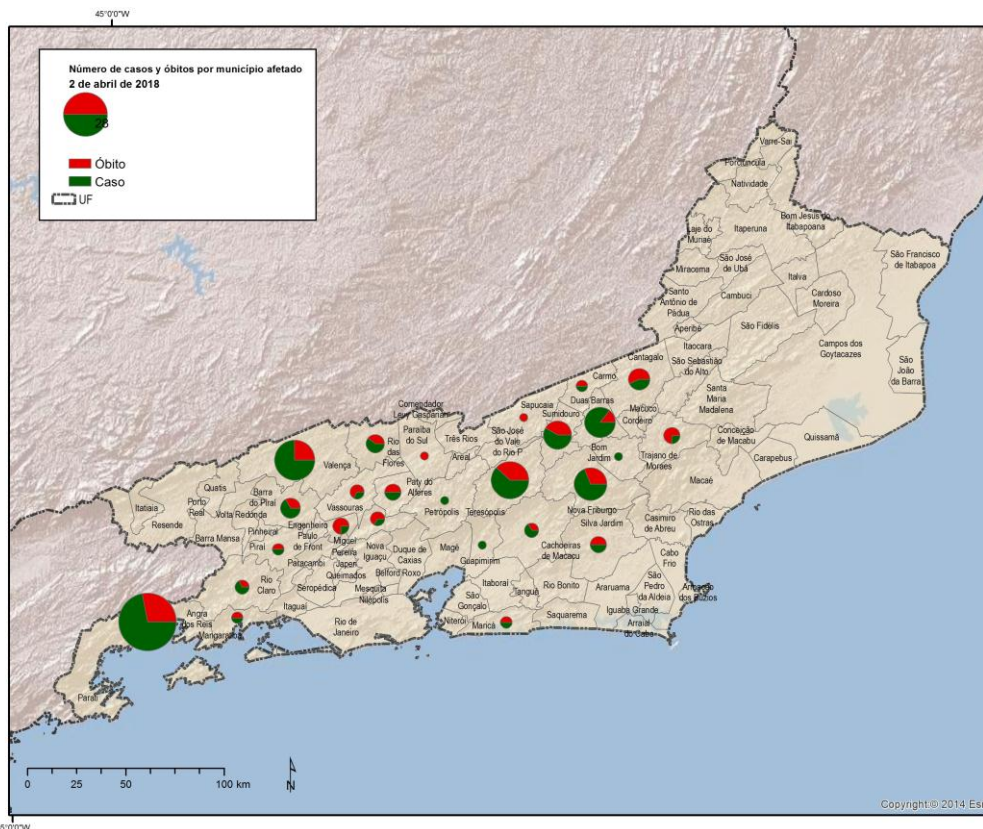 45°0'0"W
Número de casos y óbitos por município afetado
2 de abril de 2018
28
Óbito
Caso
UF
Varre-Sai
Porciúncula
Natividade
Bom Jesus do
Itabapoana
Laje do
Muriaé
Itaperuna
São Francisco
de Itabapoa
São José
de Ubá
Miracema
Italva
Santo
Antônio de
Pádua
Cambuci
Cardoso
Moreira
Aperibé
São Fidélis
Itaocara
Campos dos
Goytacazes
Cantagalo
São Sebastião
do Alto
São
João
da Barra
Carmo
Santa
Maria
Madalena
Comendador
Levy Gasparian
Sapucaia
Duas Barras
Sumidouro
Macuco
Cordeiro
Paraíba
do Sul
Três Rios
São José
do Vale
do Rio P
Conceição
de Macabu
Quissamã
Rio
das
Flores
Areal
Bom
Jardim
Trajano de
Moraes
Carapebus
Valença
Quatis
Paty do
Alferes
Macaé
Itatiaia
Porto
Real
Barra
do Piraí
Vassouras
Petrópolis
Teresópolis
Nova Friburgo
Resende
Volta Redonda
Engenheiro
Paulo
de Front
Silva Jardim
Casimiro
de Abreu
Rio das
Ostras
Barra Mansa
Pinheiral
Piraí
Miguel
Pereira
Nova
Iguaçu
Duque de
Caxias
Magé
Cachoeiras
de Macacu
Guapimirim
Cabo
Frio
Paracambi
Japeri
Queimados
Belford Roxo
Rio
Claro
Seropédica
Mesquita
Nilópolis
Itaboraí
Tanguá
Rio Bonito
Araruama
São
Pedro
da Aldeia
Armação
dos Búzios
Itaguaí
São
Gonçalo
Angra
dos Reis
Mangaratiba
Rio de
Janeiro
Niterói
Maricá
Saquarema
Iguaba Grande
Arraial
do Cabo
Parati
0 25 50 100 km
N
Copyright:© 2014 Esri